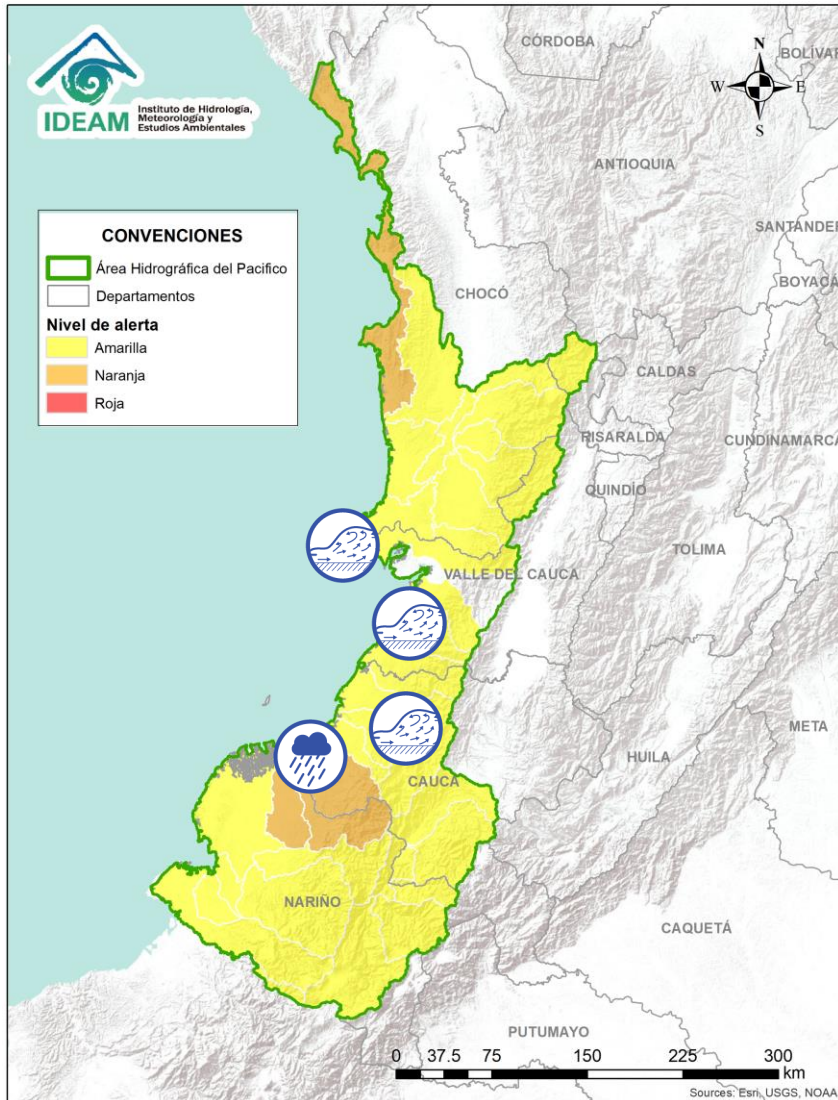 IDEAM
Instituto de Hidrología,
Meteorología y
Estudios Ambientales
CÓRDOBA
BOLÍVAR
N
W
E
S
ANTIOQUIA
CONVENCIONES
Área Hidrográfica del Pacifico
Departamentos
Nivel de alerta
Amarilla
Naranja
Roja
SANTANDER
BOYACÁ
CHOCÓ
CALDAS
RISARALDA
CUNDINAMARCA
QUINDÍO
TOLIMA
VALLE DEL CAUCA
META
HUILA
CAUCA
NARIÑO
CAQUETÁ
PUTUMAYO
0 37.5 75 150 225 300
km
Sources: Esri, USGS, NOAA